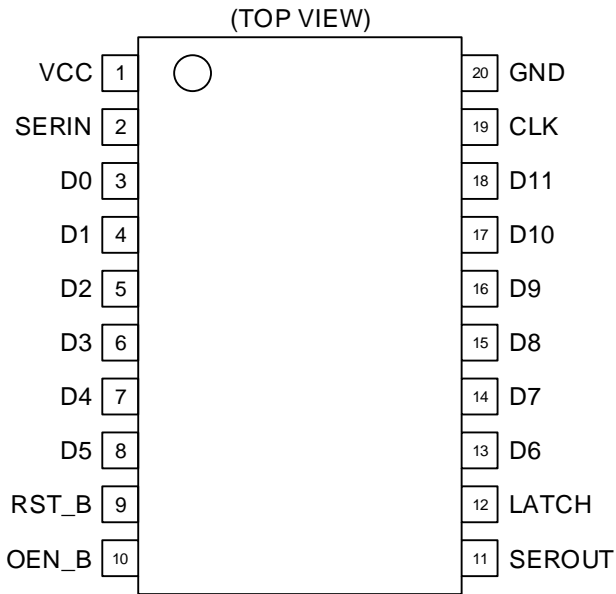 (TOP VIEW)
VCC 1 20 GND
SERIN 2 19 CLK
D0 3 18 D11
D1 4 17 D10
D2 5 16 D9
D3 6 15 D8
D4 7 14 D7
D5 8 13 D6
RST_B 9 12 LATCH
OEN_B 10 11 SEROUT